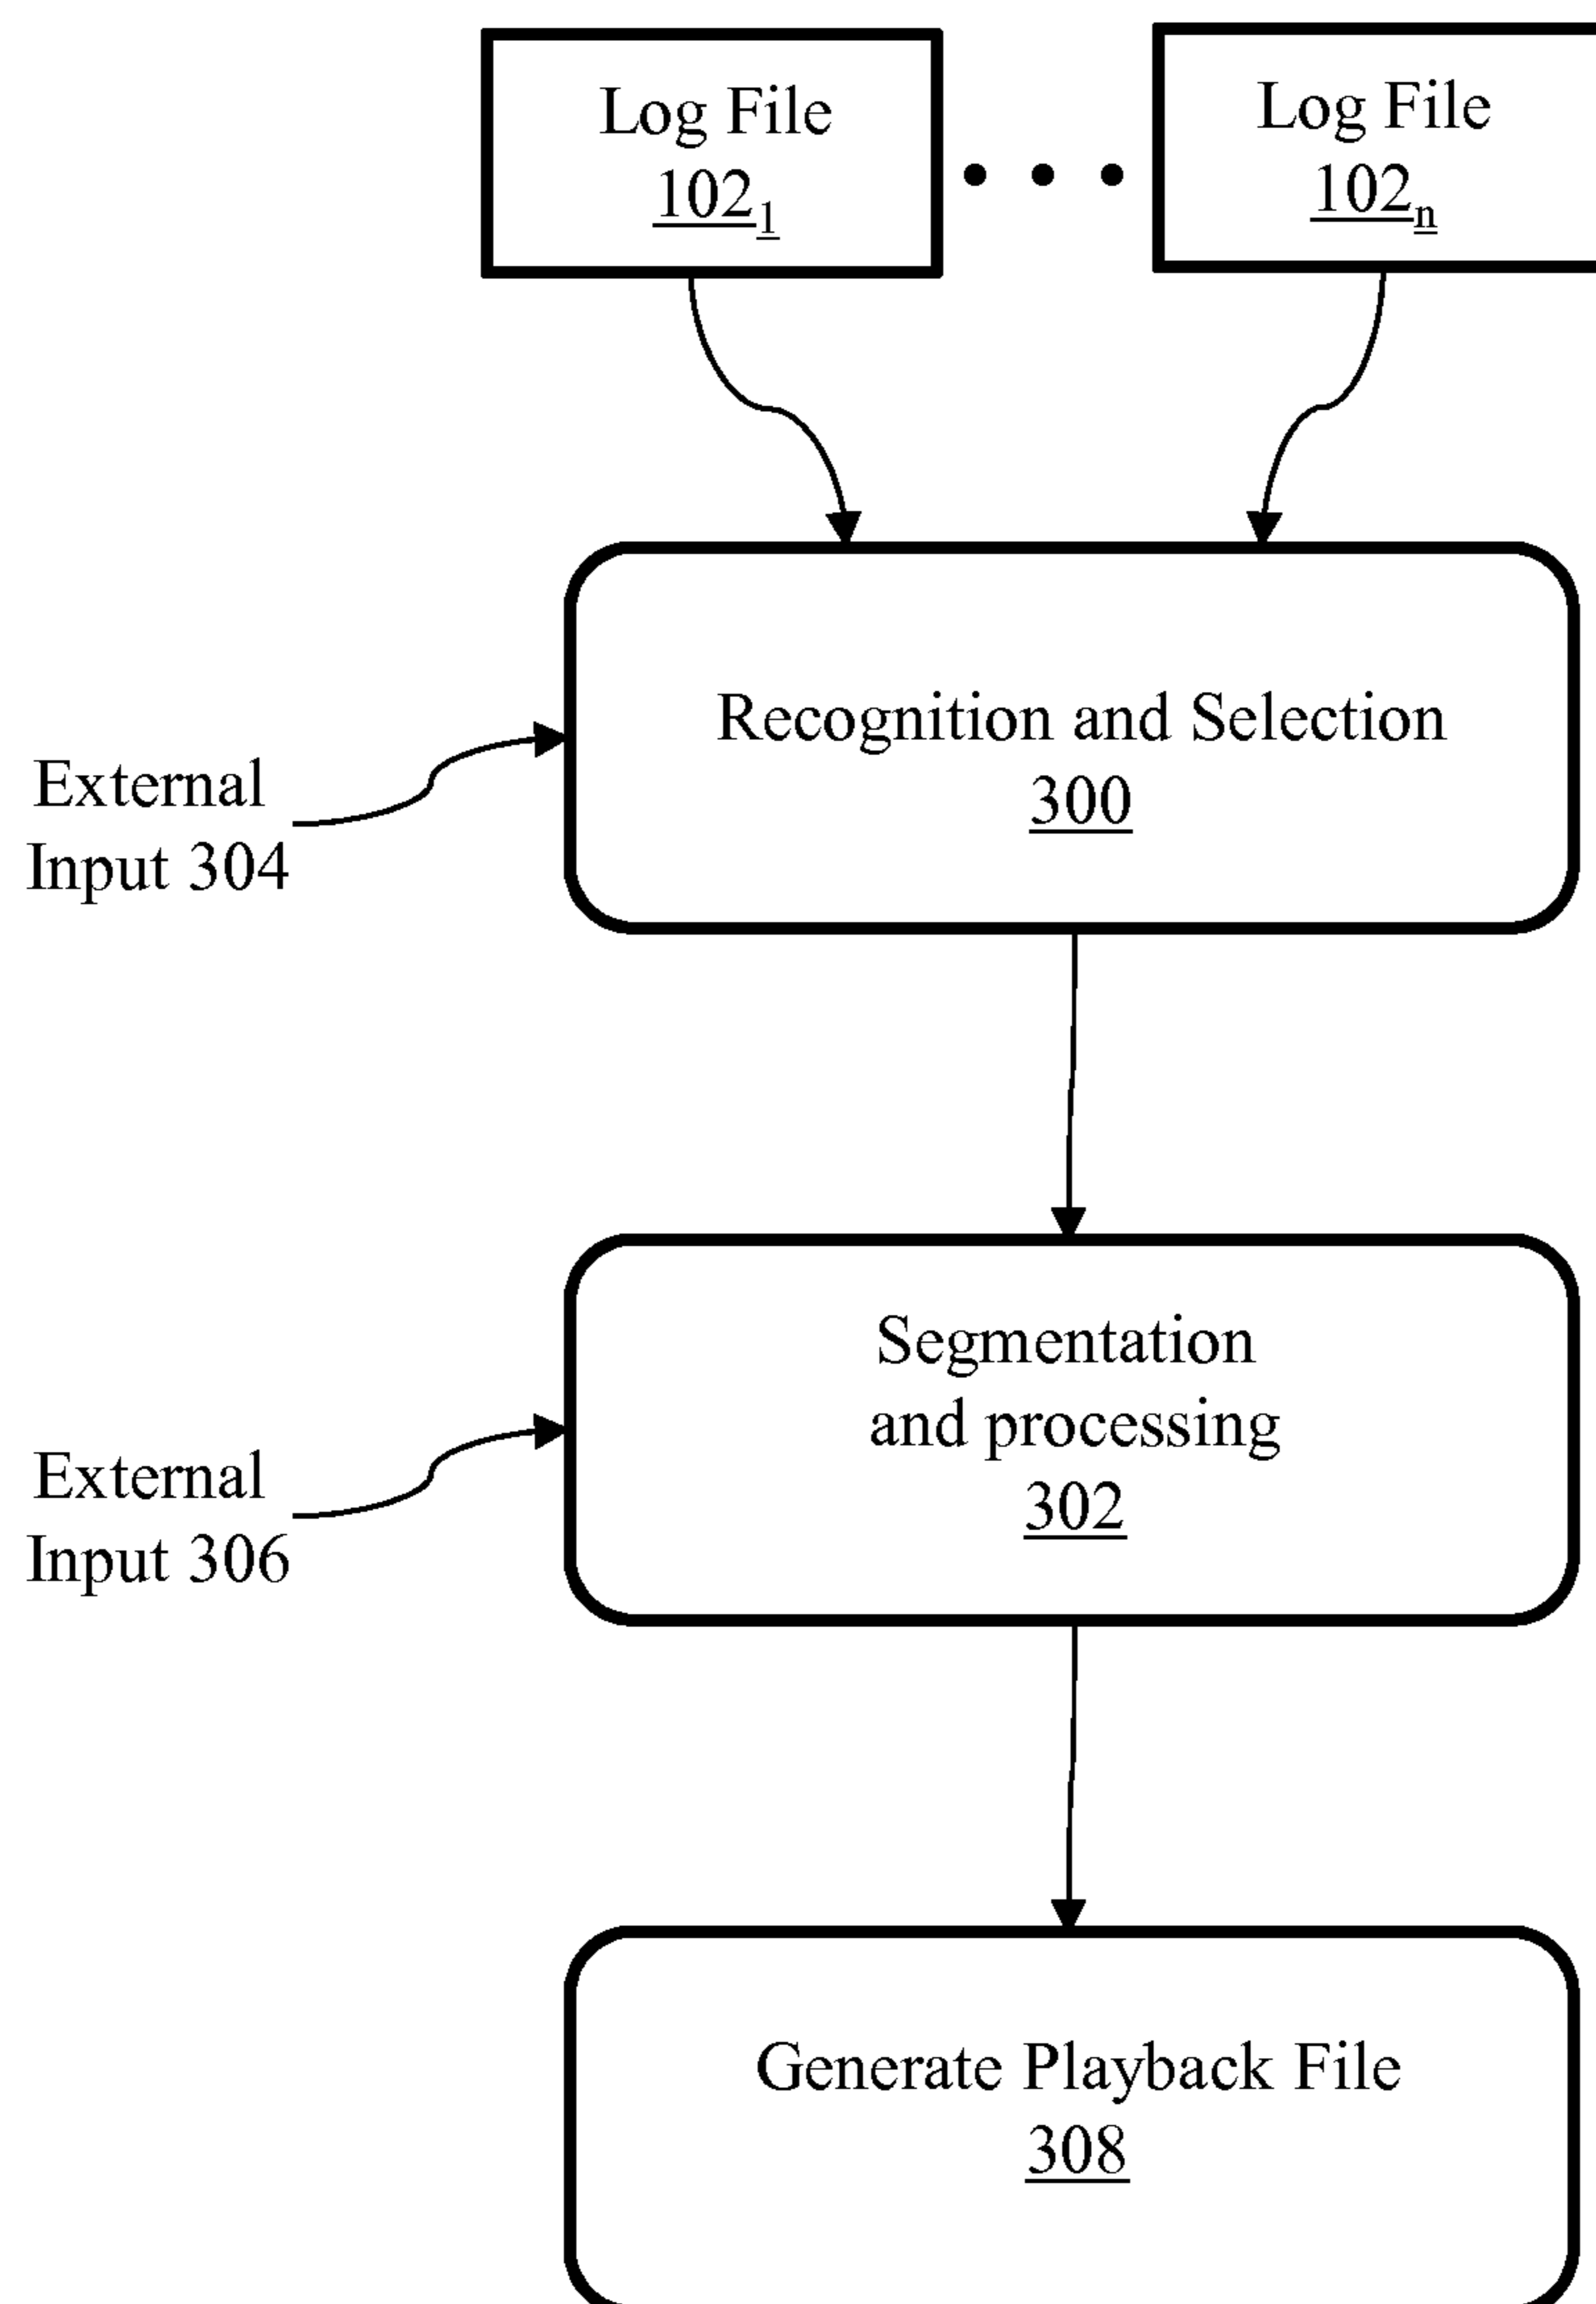 Log File
102₁
Log File
102ₙ
Recognition and Selection
300
External
Input 304
Segmentation
and processing
302
External
Input 306
Generate Playback File
308